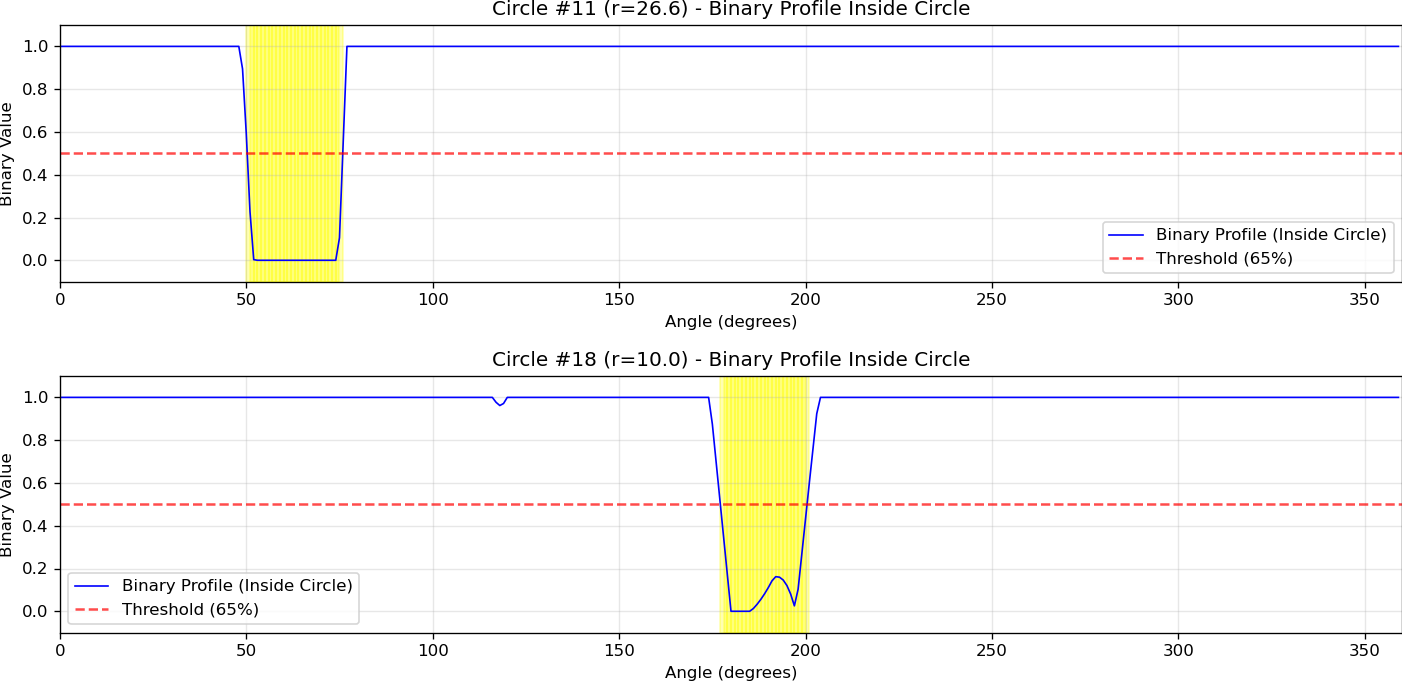 Circle #11 (r=26.6) - Binary Profile Inside Circle
Binary Value
1.0
0.8
0.6
0.4
0.2
0.0
Binary Profile (Inside Circle)
Threshold (65%)
0 50 100 150 200 250 300 350
Angle (degrees)
Circle #18 (r=10.0) - Binary Profile Inside Circle
Binary Value
1.0
0.8
0.6
0.4
0.2
0.0
Binary Profile (Inside Circle)
Threshold (65%)
0 50 100 150 200 250 300 350
Angle (degrees)